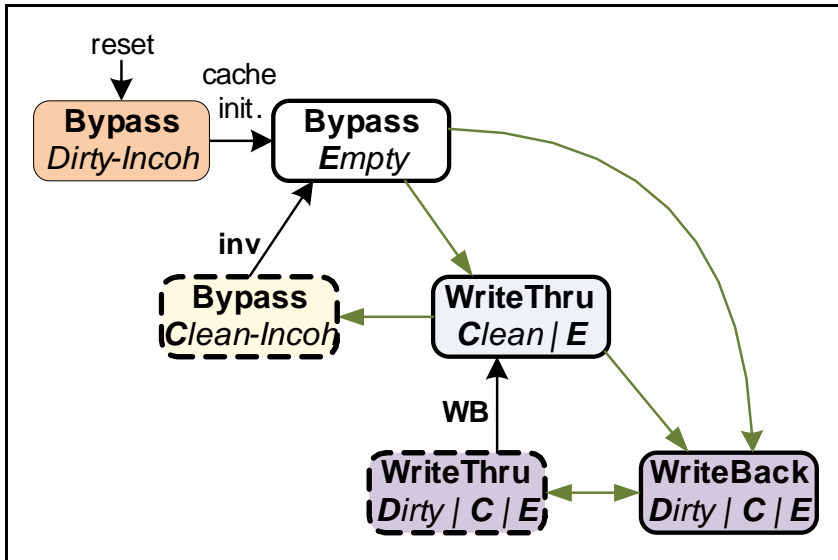 reset
cache
init.
Bypass
Dirty-Incoh
Bypass
Empty
inv
Bypass
Clean-Incoh
WriteThru
Clean | E
WB
WriteThru
Dirty | C | E
WriteBack
Dirty | C | E